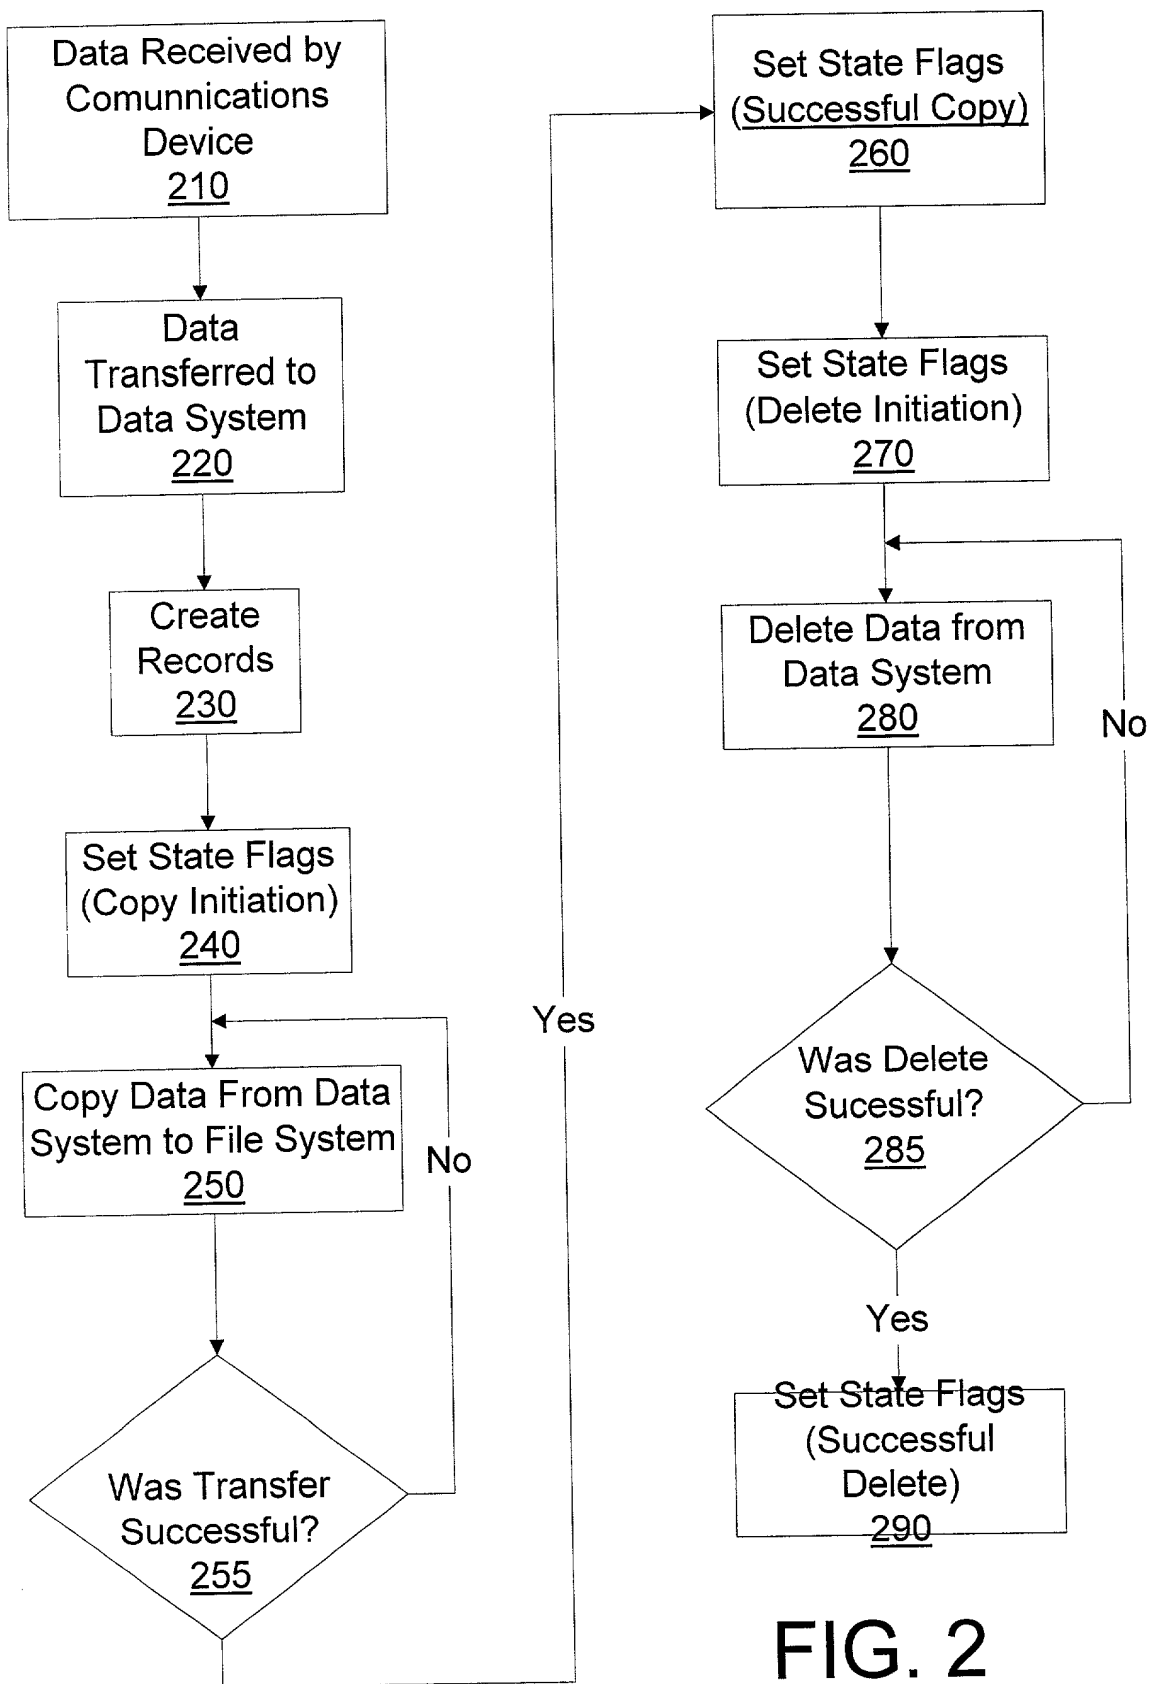 Data Received by
Comunnications
Device
210
Data
Transferred to
Data System
220
Create
Records
230
Set State Flags
(Copy Initiation)
240
Copy Data From Data
System to File System
250
No
Was Transfer
Successful?
255
Yes
Set State Flags
(Successful Copy)
260
Set State Flags
(Delete Initiation)
270
Delete Data from
Data System
280
No
Was Delete
Sucessful?
285
Yes
Set State Flags
(Successful
Delete)
290
FIG. 2